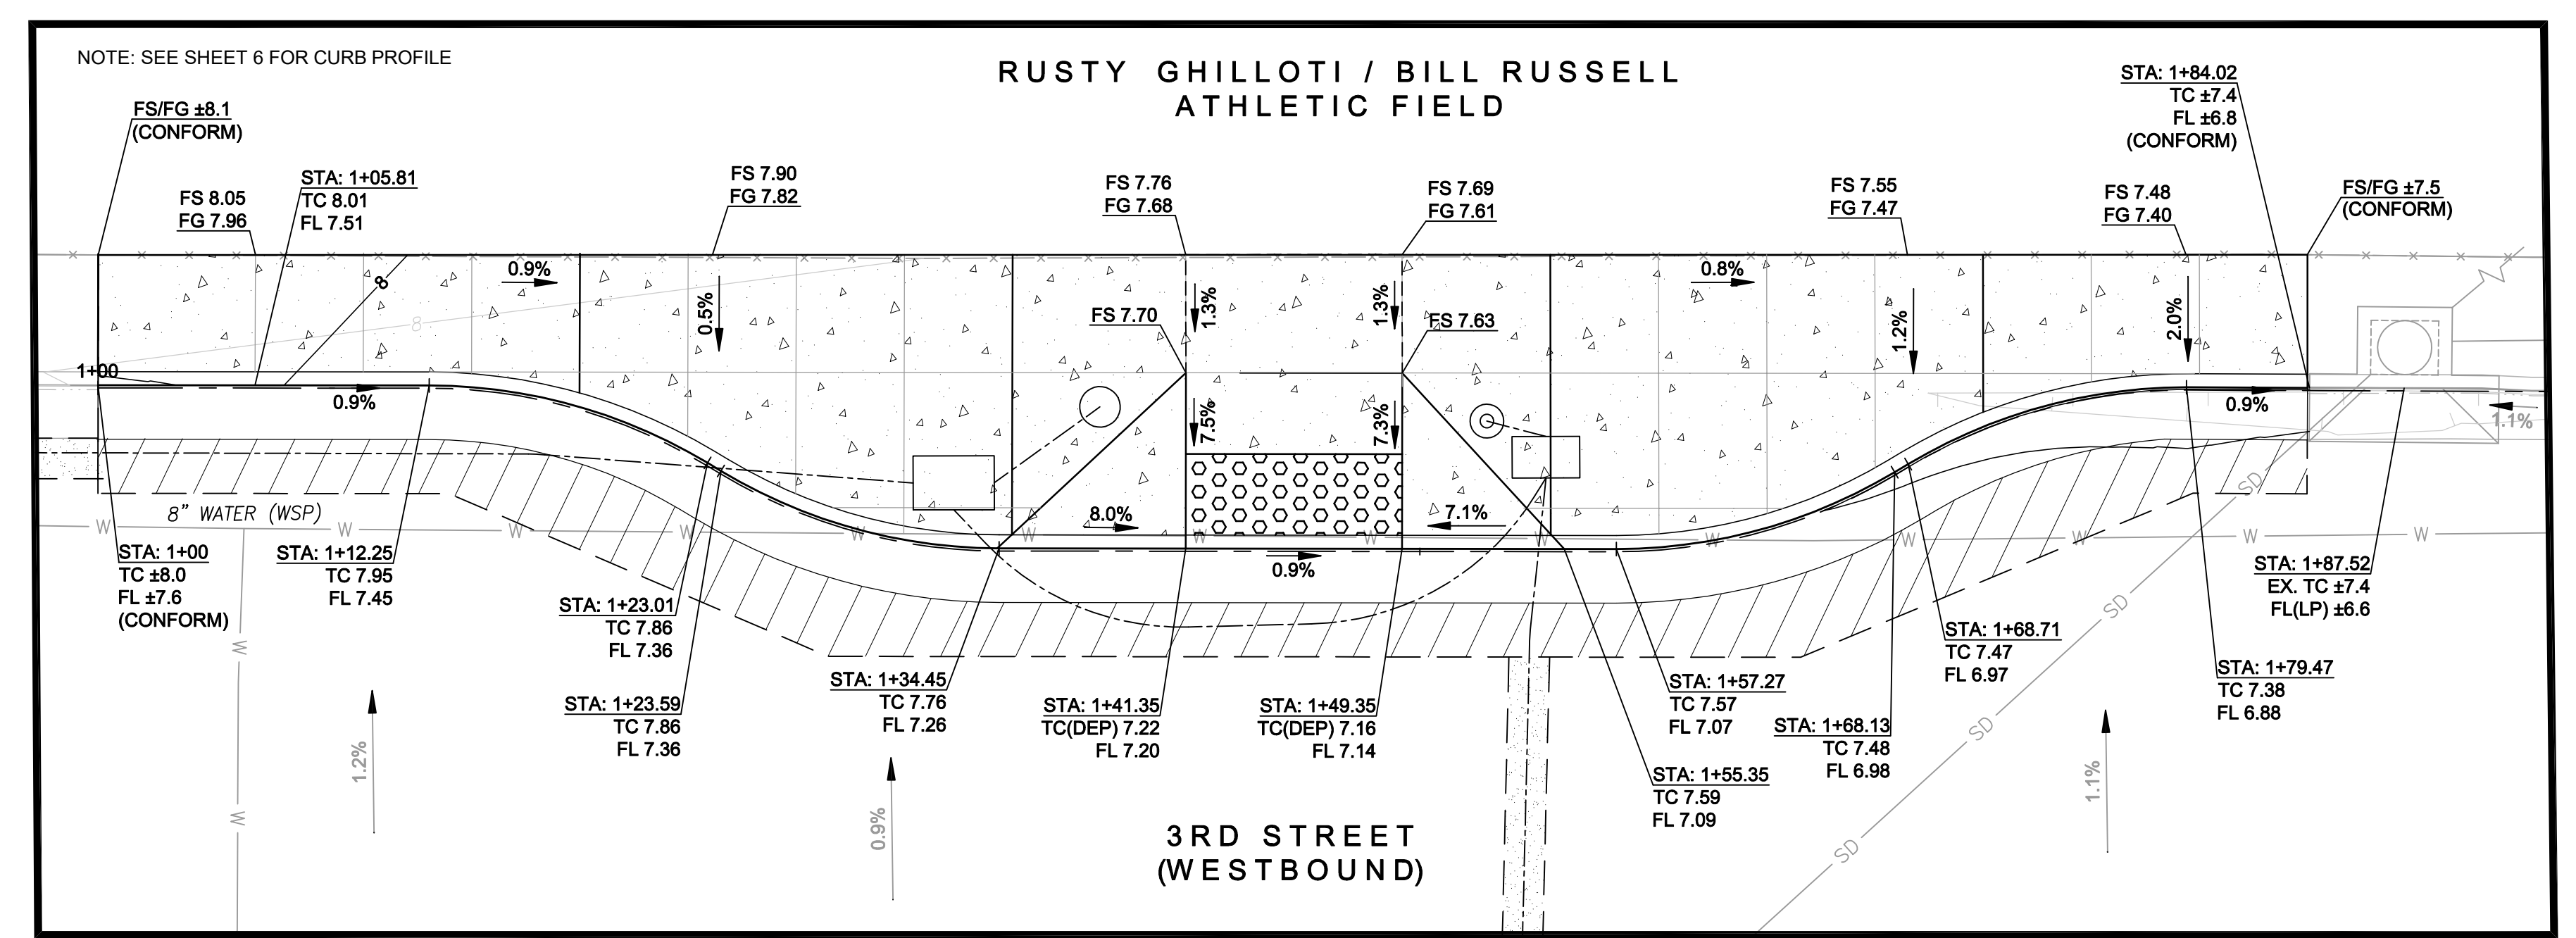 NOTE: SEE SHEET 6 FOR CURB PROFILE
RUSTY GHILLOTI / BILL RUSSELL
ATHLETIC FIELD
STA: 1+84.02
TC ±7.4
FL ±6.8
(CONFORM)
FS/FG ±8.1
(CONFORM)
FS 8.05
FG 7.96
STA: 1+05.81
TC 8.01
FL 7.51
FS 7.90
FG 7.82
FS 7.76
FG 7.68
FS 7.69
FG 7.61
FS 7.55
FG 7.47
FS 7.48
FG 7.40
FS/FG ±7.5
(CONFORM)
8
0.9%
0.5%
8
1.3%
1.3%
FS 7.70
FS 7.63
0.8%
1.2%
2.0%
1+00
0.9%
7.5%
7.3%
8.0%
7.1%
0.9%
0.9%
1.1%
8" WATER (WSP)
W W W W W W W W W W W W W W
STA: 1+00
TC ±8.0
FL ±7.6
(CONFORM)
STA: 1+12.25
TC 7.95
FL 7.45
STA: 1+23.01
TC 7.86
FL 7.36
STA: 1+23.59
TC 7.86
FL 7.36
STA: 1+34.45
TC 7.76
FL 7.26
STA: 1+41.35
TC(DEP) 7.22
FL 7.20
STA: 1+49.35
TC(DEP) 7.16
FL 7.14
STA: 1+55.35
TC 7.59
FL 7.09
STA: 1+57.27
TC 7.57
FL 7.07
STA: 1+68.13
TC 7.48
FL 6.98
STA: 1+68.71
TC 7.47
FL 6.97
STA: 1+79.47
TC 7.38
FL 6.88
STA: 1+87.52
EX. TC ±7.4
FL(LP) ±6.6
W
W
1.2%
0.9%
1.1%
SD
SD
SD
SD
3RD STREET
(WESTBOUND)